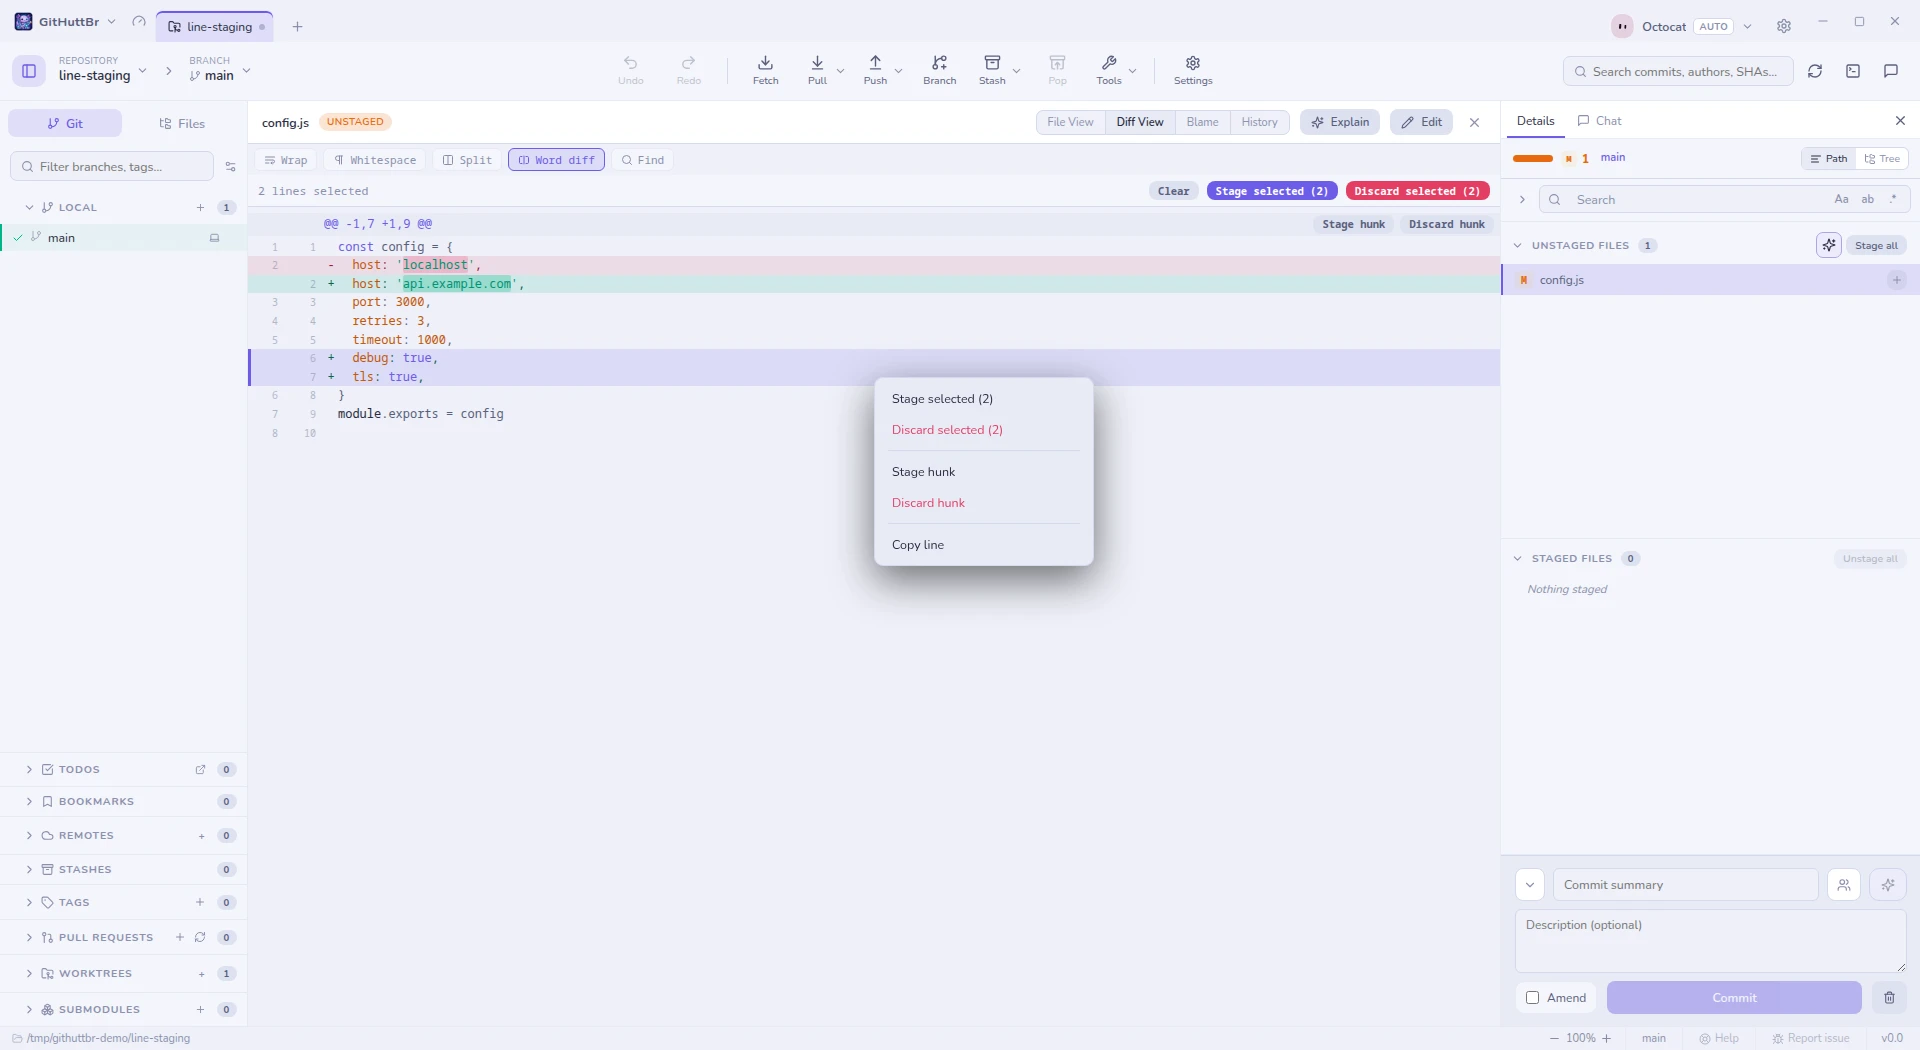 GitHuttBr
line-staging
Octocat AUTO
REPOSITORY
line-staging
BRANCH
main
Undo
Redo
Fetch
Pull
Push
Branch
Stash
Pop
Tools
Settings
Search commits, authors, SHAs...
Git
Files
Filter branches, tags...
LOCAL 1
main
TODOS 0
BOOKMARKS 0
REMOTES + 0
STASHES 0
TAGS + 0
PULL REQUESTS + 0
WORKTREES + 1
SUBMODULES + 0
config.js UNSTAGED
File View
Diff View
Blame
History
Explain
Edit
Wrap
Whitespace
Split
Word diff
Find
2 lines selected
Clear
Stage selected (2)
Discard selected (2)
@@ -1,7 +1,9 @@
Stage hunk
Discard hunk
1 1 const config = {
2 - host: 'localhost',
2 + host: 'api.example.com',
3 3 port: 3000,
4 4 retries: 3,
5 5 timeout: 1000,
6 + debug: true,
7 + tls: true,
6 8 }
7 9 module.exports = config
8 10
Stage selected (2)
Discard selected (2)
Stage hunk
Discard hunk
Copy line
Details
Chat
M 1 main
Path
Tree
Search
Aa ab .*
UNSTAGED FILES 1
Stage all
M config.js
STAGED FILES 0
Unstage all
Nothing staged
Commit summary
Description (optional)
Amend
Commit
/tmp/githuttbr-demo/line-staging
— 100% +
main
Help
Report issue
v0.0